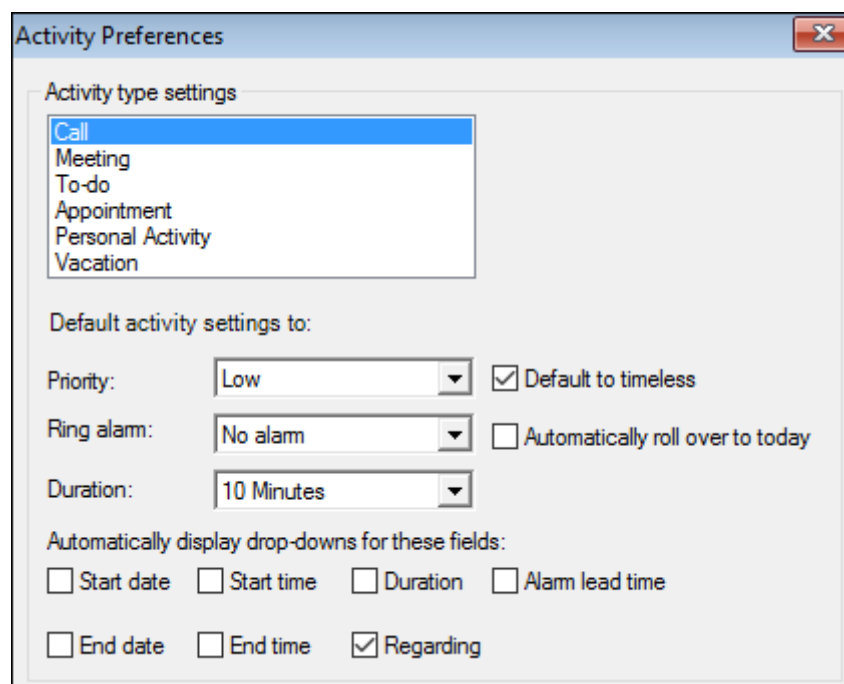 Activity Preferences
Activity type settings
Call
Meeting
To-do
Appointment
Personal Activity
Vacation
Default activity settings to:
Priority: Low Default to timeless
Ring alarm: No alarm Automatically roll over to today
Duration: 10 Minutes
Automatically display drop-downs for these fields:
Start date Start time Duration Alarm lead time
End date End time Regarding